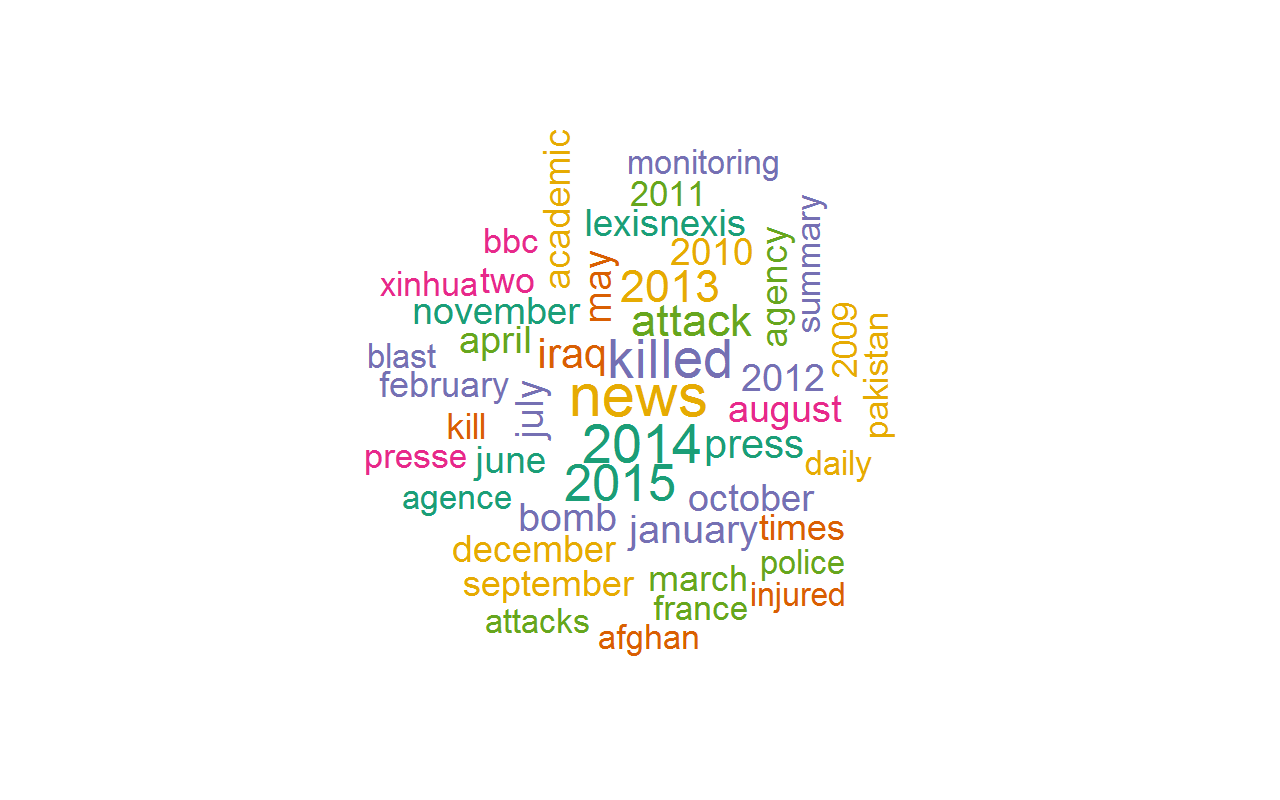 academic
monitoring
2011
lexisnexis
summary
bbc
2010
agency
may
xinhua
two
2013
november
attack
2009
pakistan
april
blast
iraq
killed
february
2012
july
news
august
kill
2014
press
presse
june
daily
2015
agence
october
bomb
january
times
december
police
september
march
injured
france
attacks
afghan